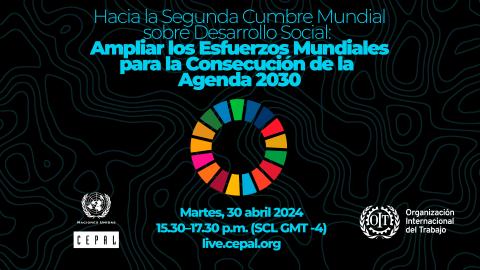 Hacia la Segunda Cumbre Mundial
sobre Desarrollo Social:
Ampliar los Esfuerzos Mundiales
para la Consecución de la
Agenda 2030
Martes, 30 abril 2024
15.30–17.30 p.m. (SCL GMT -4)
live.cepal.org
NACIONES UNIDAS
CEPAL
OIT
Organización
Internacional
del Trabajo